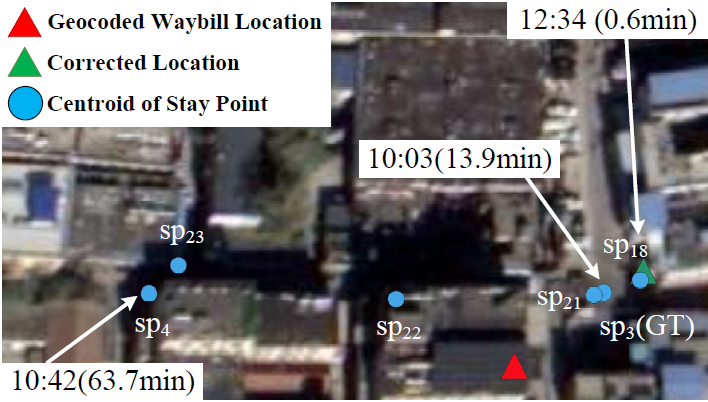 12:34 (0.6min)
Geocoded Waybill Location
Corrected Location
Centroid of Stay Point
10:03(13.9min)
sp23
sp18
sp21
sp22
sp3(GT)
sp4
10:42(63.7min)